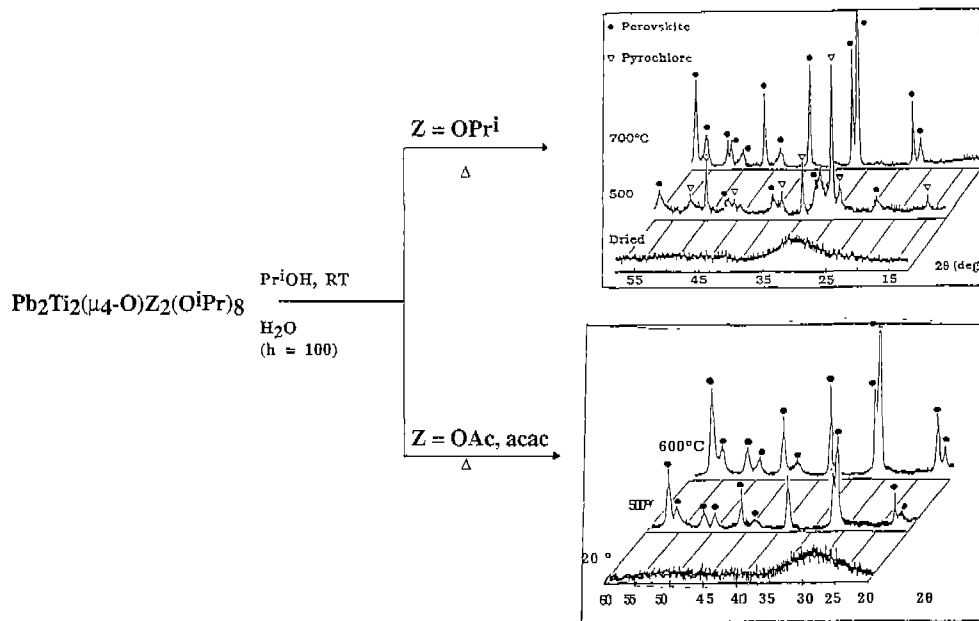 Pb2Ti2(μ4-O)Z2(OiPr)8
PriOH, RT
H2O
(h = 100)
Z = OPri
Δ
Z = OAc, acac
Δ
• Perovskite
▽ Pyrochlore
700°C
500
Dried
55 45 35 25 15
2θ (deg)
600°C
20 °
60 55 50 45 40 35 30 25 20 2θ